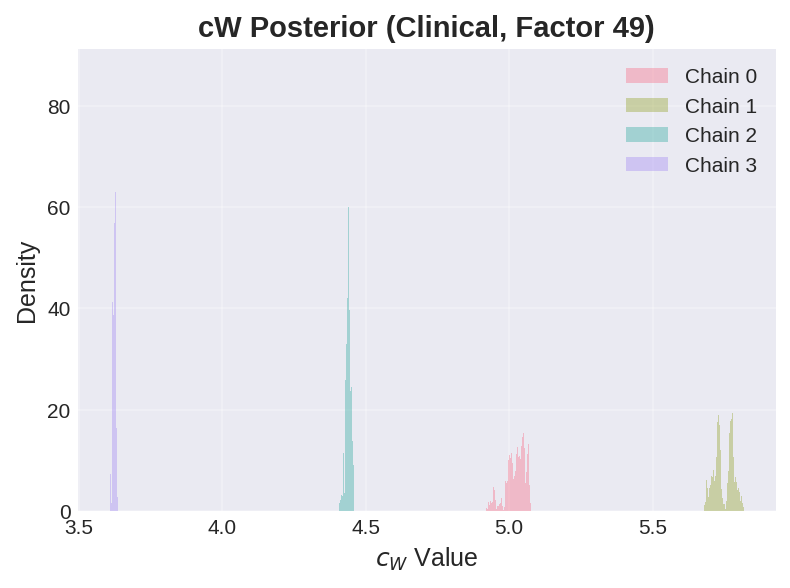 cW Posterior (Clinical, Factor 49)
Chain 0
Chain 1
Chain 2
Chain 3
80
60
40
20
0
Density
3.5 4.0 4.5 5.0 5.5
c_W Value